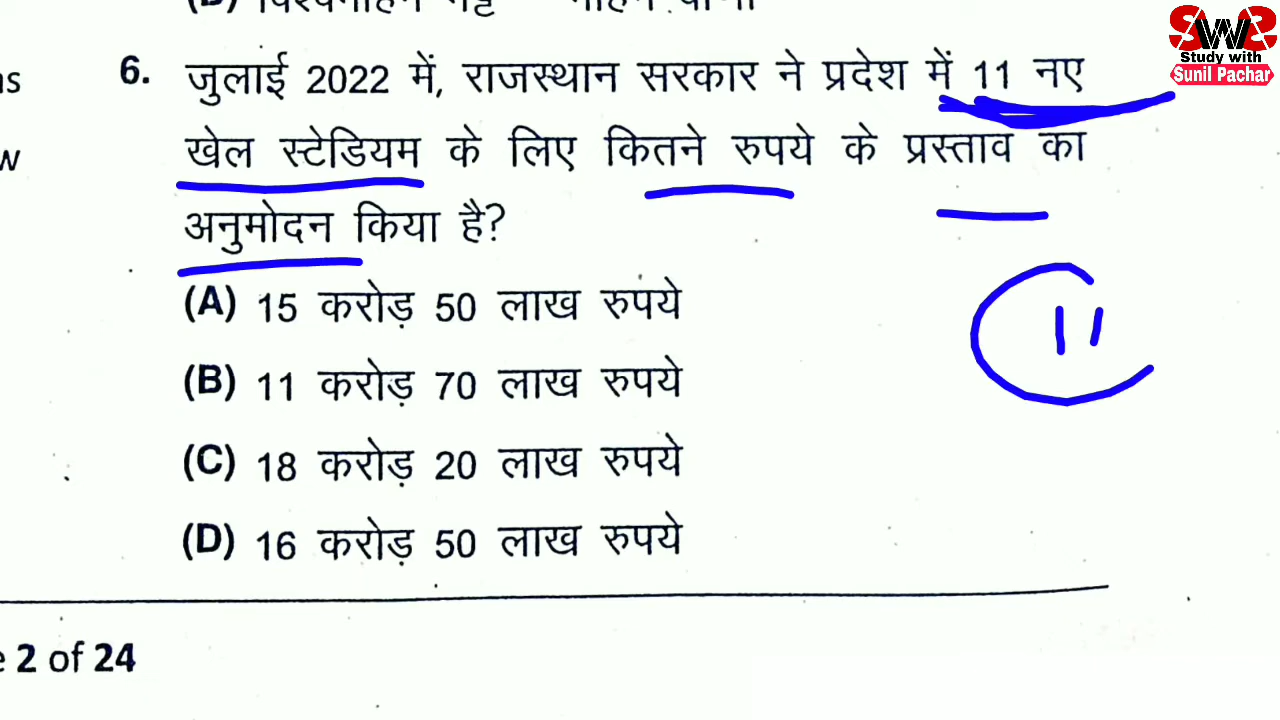 6. जुलाई 2022 में, राजस्थान सरकार ने प्रदेश में 11 नए
खेल स्टेडियम के लिए कितने रुपये के प्रस्ताव का
अनुमोदन किया है?
(A) 15 करोड़ 50 लाख रुपये
(B) 11 करोड़ 70 लाख रुपये
(C) 18 करोड़ 20 लाख रुपये
(D) 16 करोड़ 50 लाख रुपये
11
2 of 24
SWS
Study with
Sunil Pachar